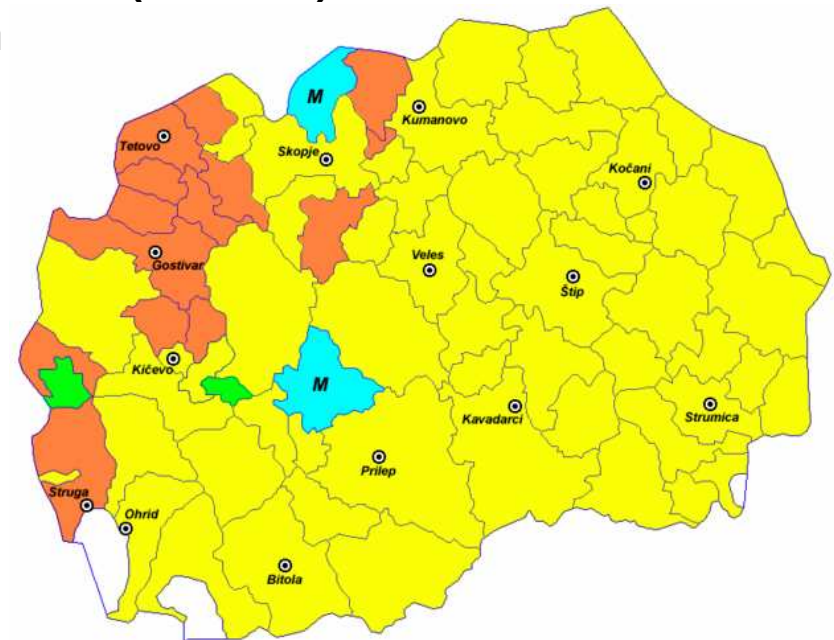 M
Kumanovo
Tetovo
Skopje
Kočani
Gostivar
Veles
Štip
Kičevo
M
Kavadarci
Strumica
Prilep
Struga
Ohrid
Bitola